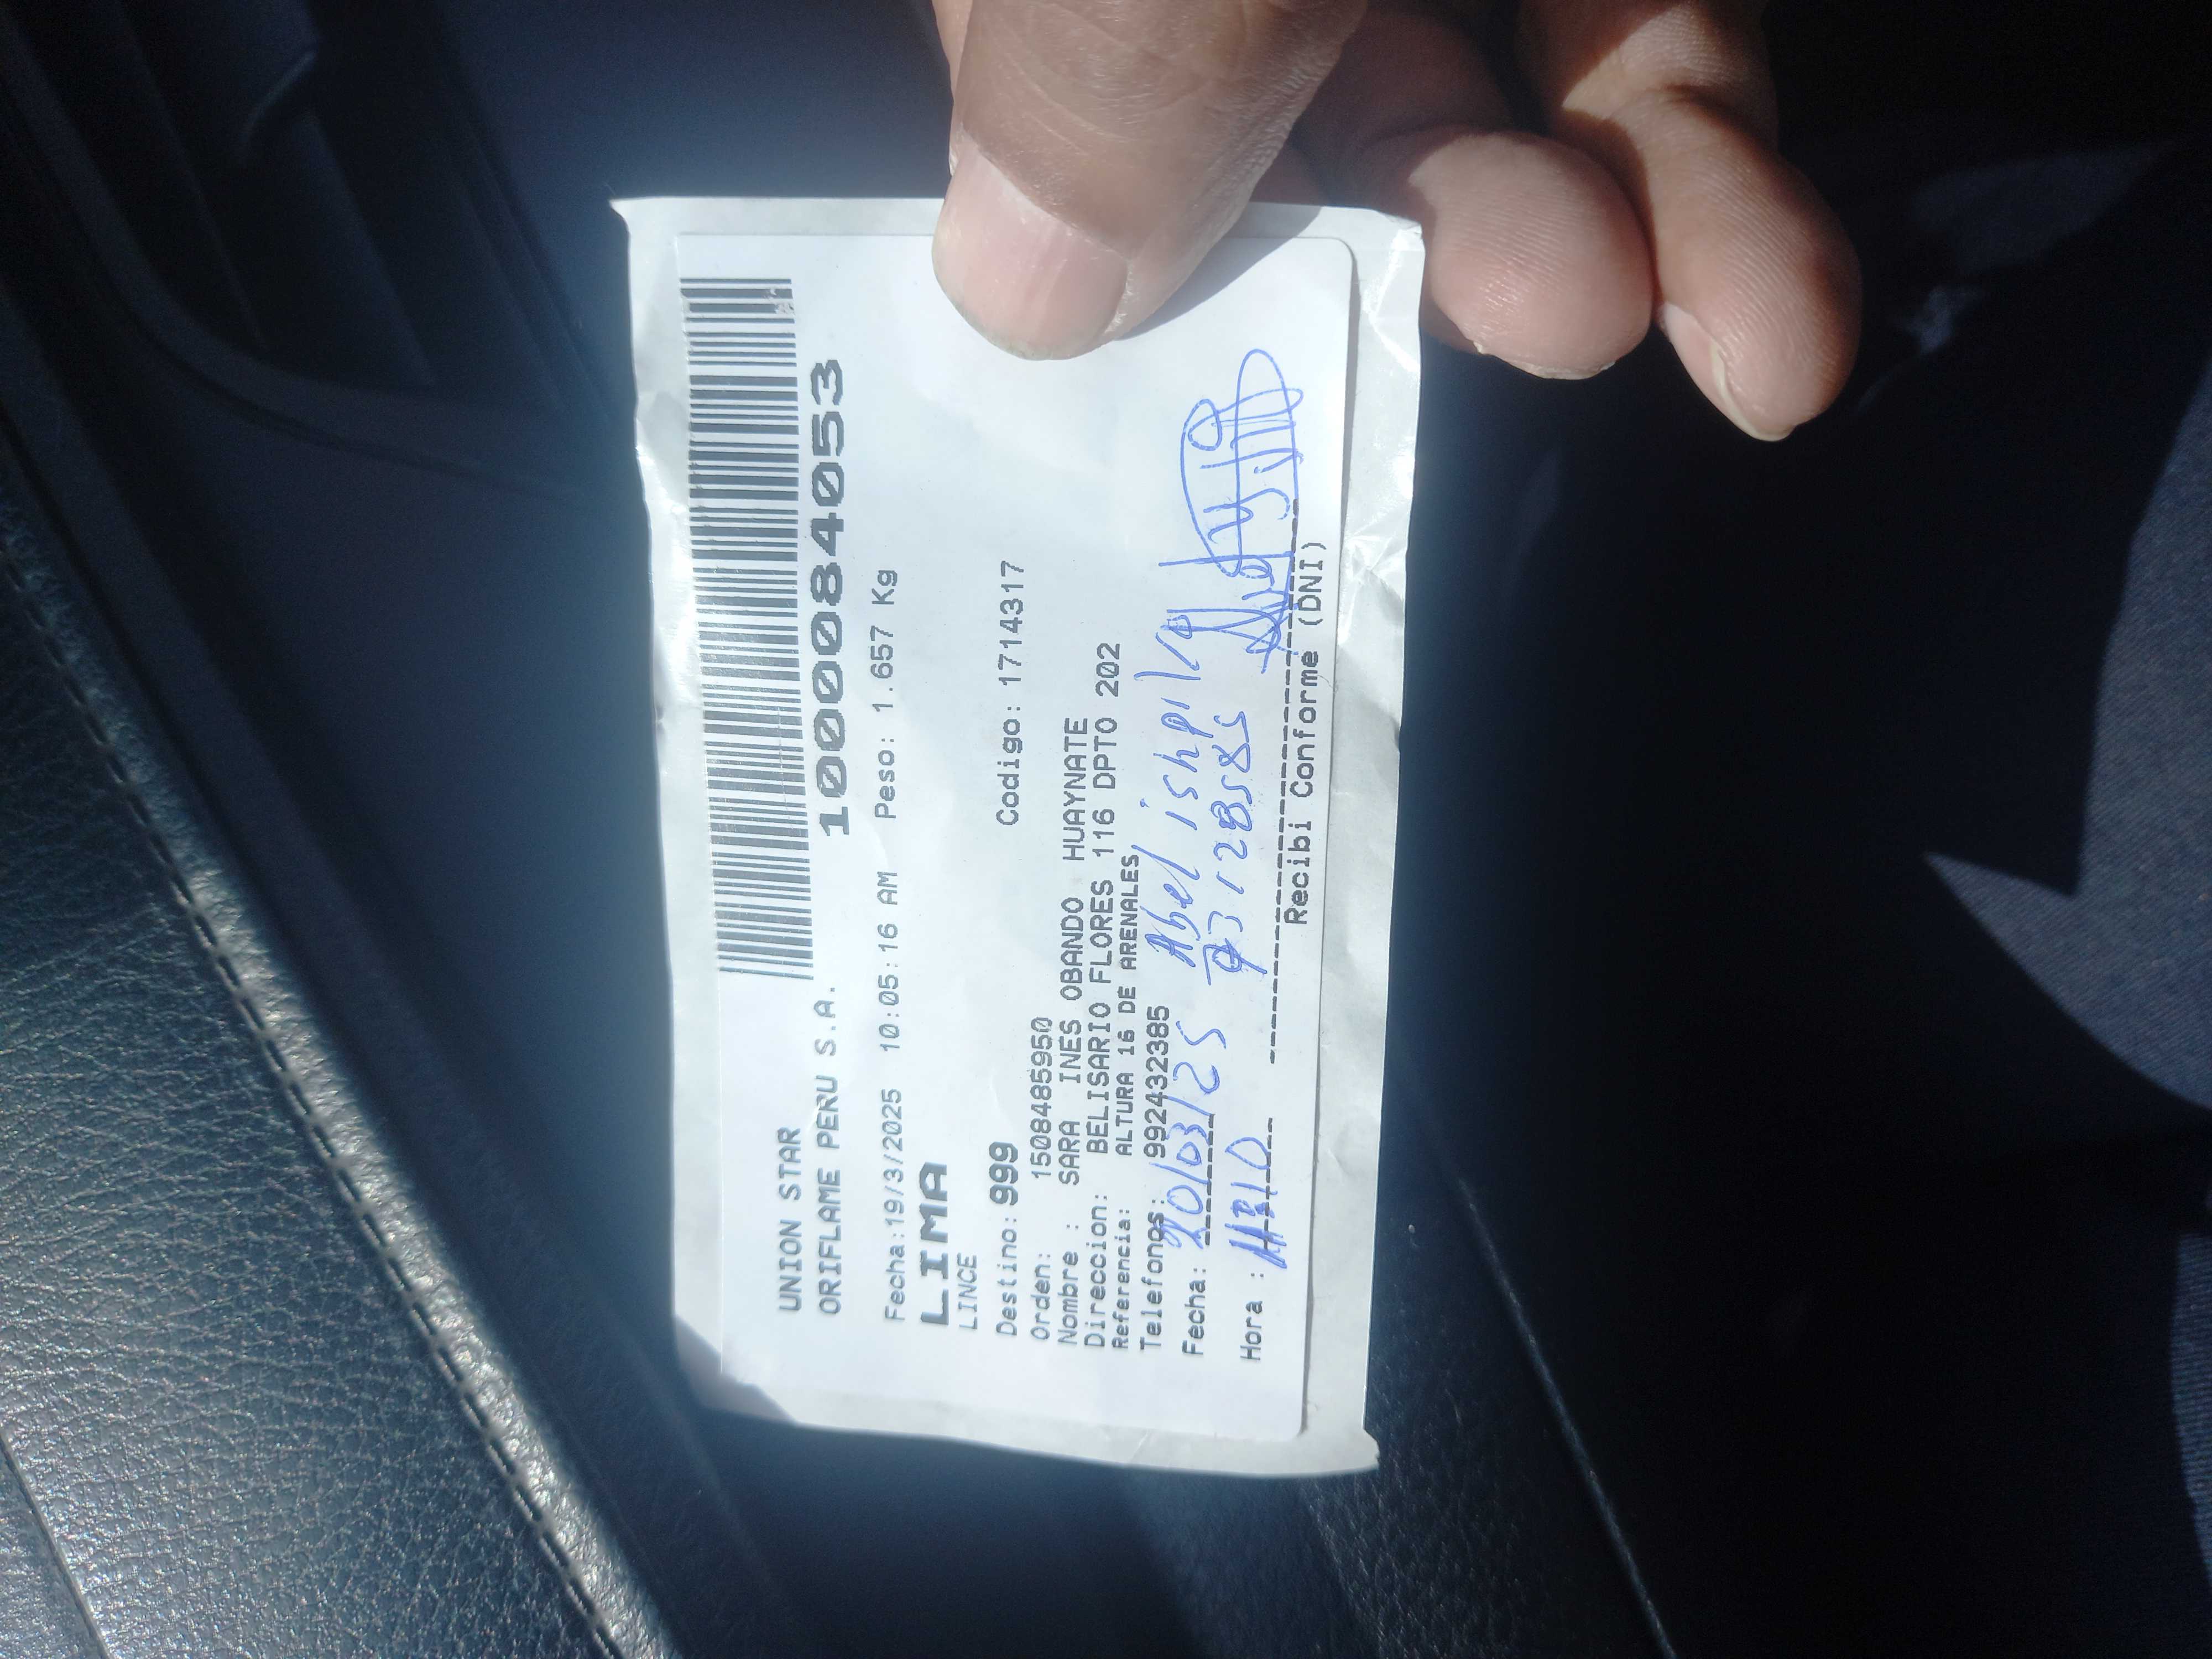 UNION STAR
ORIFLAME PERU S.A.
1000084053
Fecha:19/3/2025 10:05:16 AM Peso: 1.657 Kg
LIMA
LINCE
Destino: 999 Codigo: 1714317
Orden: 1508485950
Nombre : SARA INES OBANDO HUAYNATE
Direccion: BELISARIO FLORES 116 DPTO 202
Referencia: ALTURA 16 DE ARENALES
Telefonos: 992432385
Fecha: 20/03/25 Abel
Hora :
Recibi Conforme (DNI)